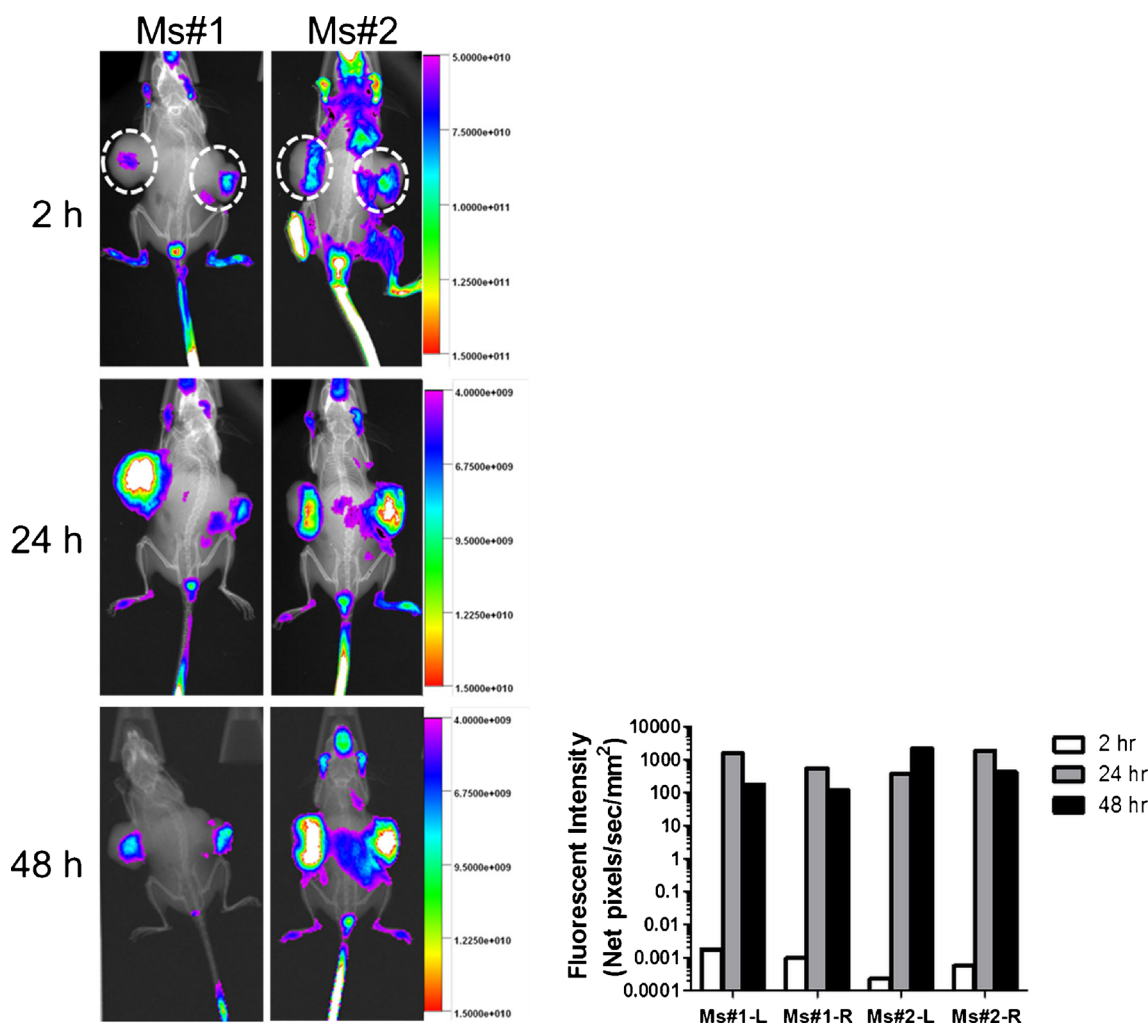 Ms#1 Ms#2
2 h
5.0000e+010
7.5000e+010
1.0000e+011
1.2500e+011
1.5000e+011
24 h
4.0000e+009
6.7500e+009
9.5000e+009
1.2250e+010
1.5000e+010
48 h
4.0000e+009
6.7500e+009
9.5000e+009
1.2250e+010
1.5000e+010
Fluorescent Intensity
(Net pixels/sec/mm²)
10000
1000
100
10
1
0.1
0.01
0.001
0.0001
Ms#1-L Ms#1-R Ms#2-L Ms#2-R
2 hr
24 hr
48 hr